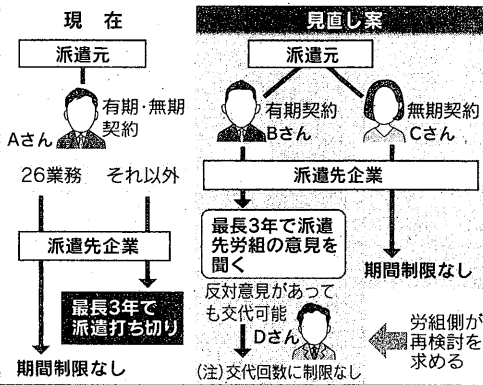 現在
派遣元
有期・無期
契約
Aさん
26業務 それ以外
派遣先企業
最長3年で
派遣打ち切り
期間制限なし
見直し案
派遣元
有期契約
Bさん
無期契約
Cさん
派遣先企業
最長3年で派遣
先労組の意見を
聞く
反対意見があって
も交代可能
Dさん
(注)交代回数に制限なし
期間制限なし
労組側が
再検討を
求める